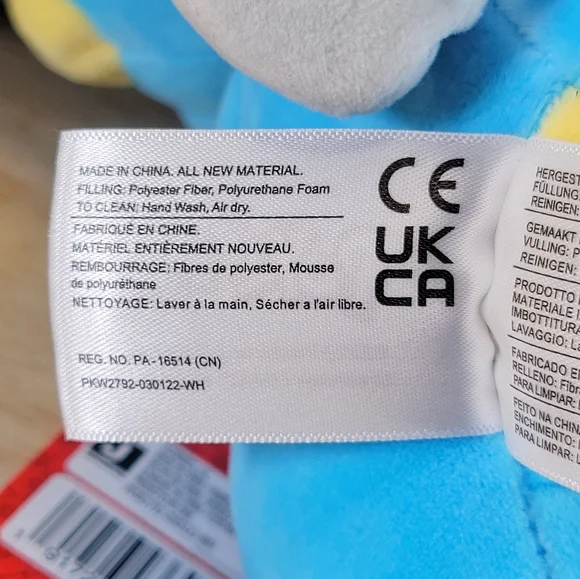 MADE IN CHINA. ALL NEW MATERIAL.
FILLING: Polyester Fiber, Polyurethane Foam
TO CLEAN: Hand Wash, Air dry.
FABRIQUÉ EN CHINE.
MATÉRIEL ENTIÈREMENT NOUVEAU.
REMBOURRAGE: Fibres de polyester, Mousse
de polyuréthane
NETTOYAGE: Laver à la main, Sécher a l'air libre.
REG. NO. PA-16514 (CN)
PKW2792-030122-WH
CE
UK
CA
HERGEST
FÜLLUNG
REINIGEN:
GEMAAKT
VULLING: P
REINIGEN:
PRODOTTO
MATERIALE
IMBOTTITURA
LAVAGGIO: La
FABRICADO E
RELLENO: Fib
PARA LIMPIAR:
FEITO NA CHINA
ENCHIMENTO:
PARA LIMPAR: L